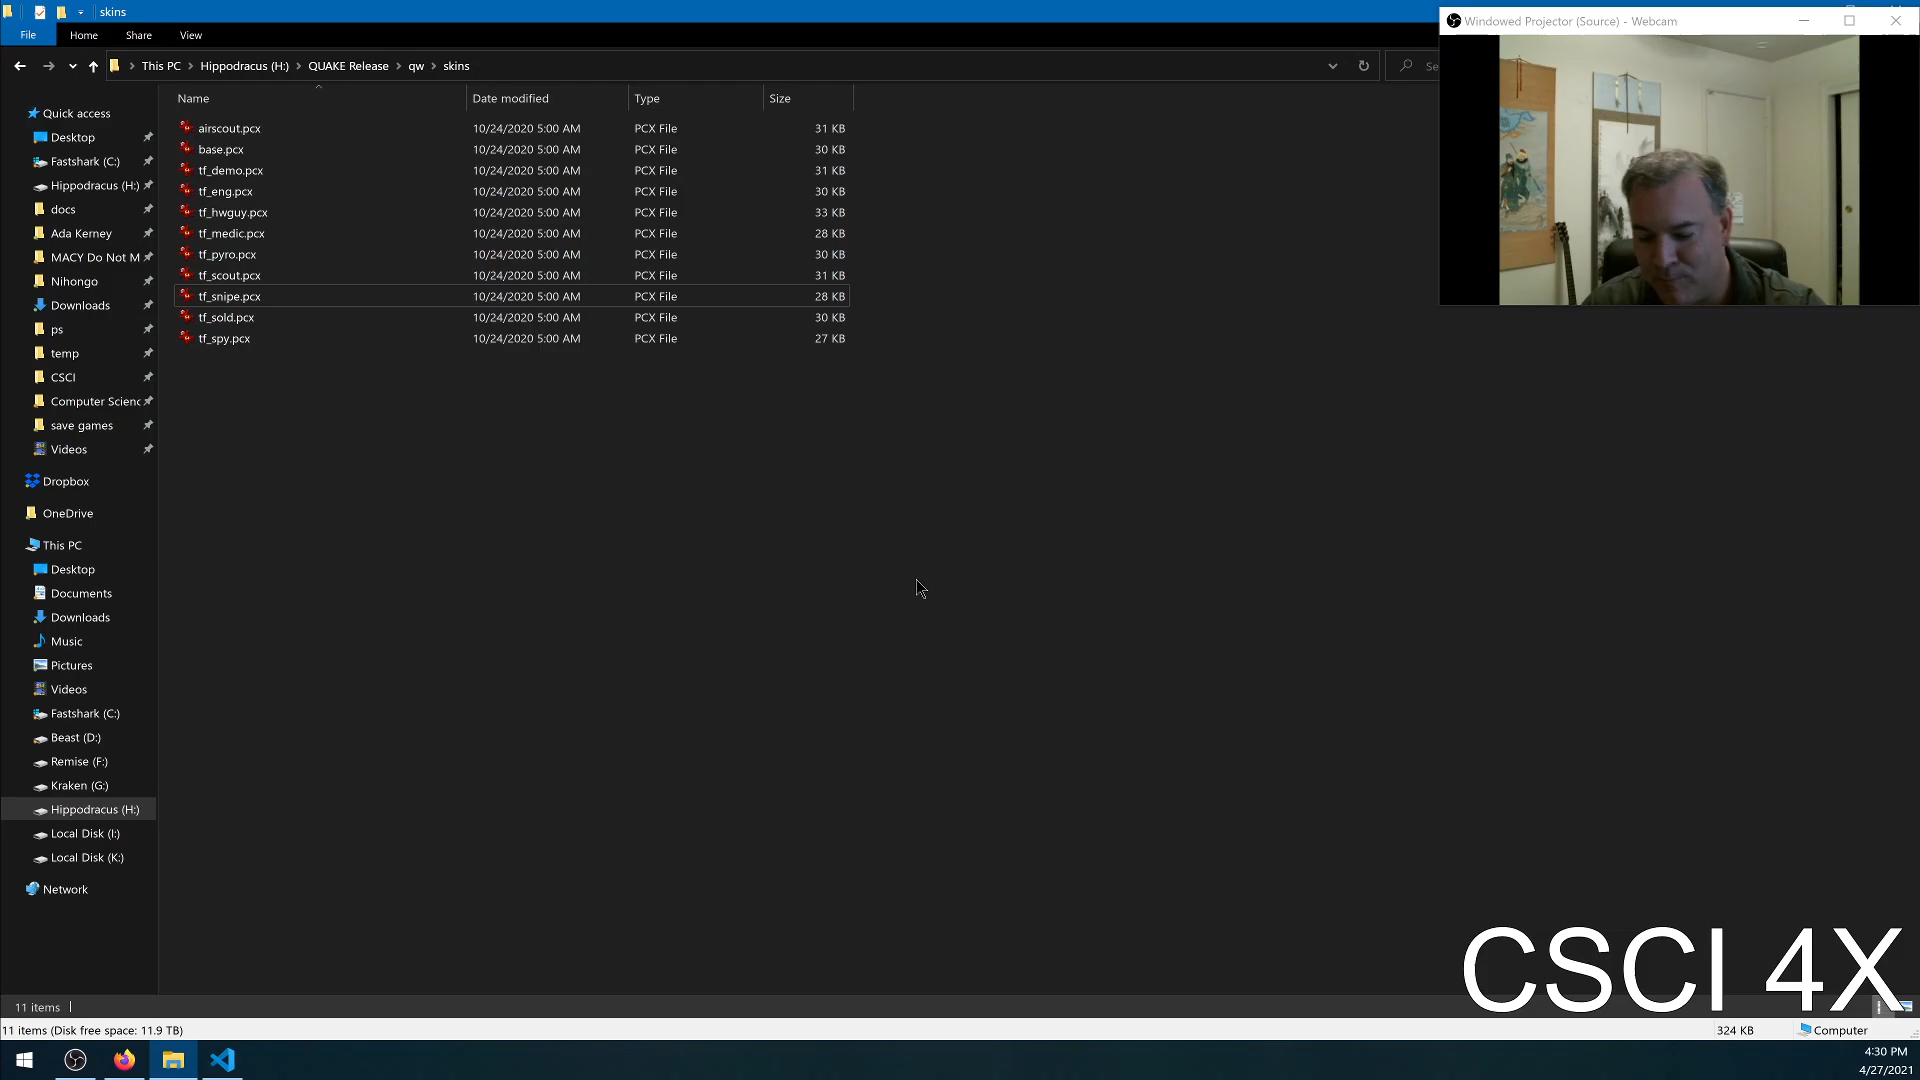 skins
Windowed Projector (Source) - Webcam
File Home Share View
This PC Hippodracus (H:) QUAKE Release qw skins
Se
Name Date modified Type Size
airscout.pcx 10/24/2020 5:00 AM PCX File 31 KB
base.pcx 10/24/2020 5:00 AM PCX File 30 KB
tf_demo.pcx 10/24/2020 5:00 AM PCX File 31 KB
tf_eng.pcx 10/24/2020 5:00 AM PCX File 30 KB
tf_hwguy.pcx 10/24/2020 5:00 AM PCX File 33 KB
tf_medic.pcx 10/24/2020 5:00 AM PCX File 28 KB
tf_pyro.pcx 10/24/2020 5:00 AM PCX File 30 KB
tf_scout.pcx 10/24/2020 5:00 AM PCX File 31 KB
tf_snipe.pcx 10/24/2020 5:00 AM PCX File 28 KB
tf_sold.pcx 10/24/2020 5:00 AM PCX File 30 KB
tf_spy.pcx 10/24/2020 5:00 AM PCX File 27 KB
Quick access
Desktop
Fastshark (C:)
Hippodracus (H:)
docs
Ada Kerney
MACY Do Not M
Nihongo
Downloads
ps
temp
CSCI
Computer Scienc
save games
Videos
Dropbox
OneDrive
This PC
Desktop
Documents
Downloads
Music
Pictures
Videos
Fastshark (C:)
Beast (D:)
Remise (F:)
Kraken (G:)
Hippodracus (H:)
Local Disk (I:)
Local Disk (K:)
Network
CSCI 4X
11 items
11 items (Disk free space: 11.9 TB) 324 KB Computer
4:30 PM
4/27/2021